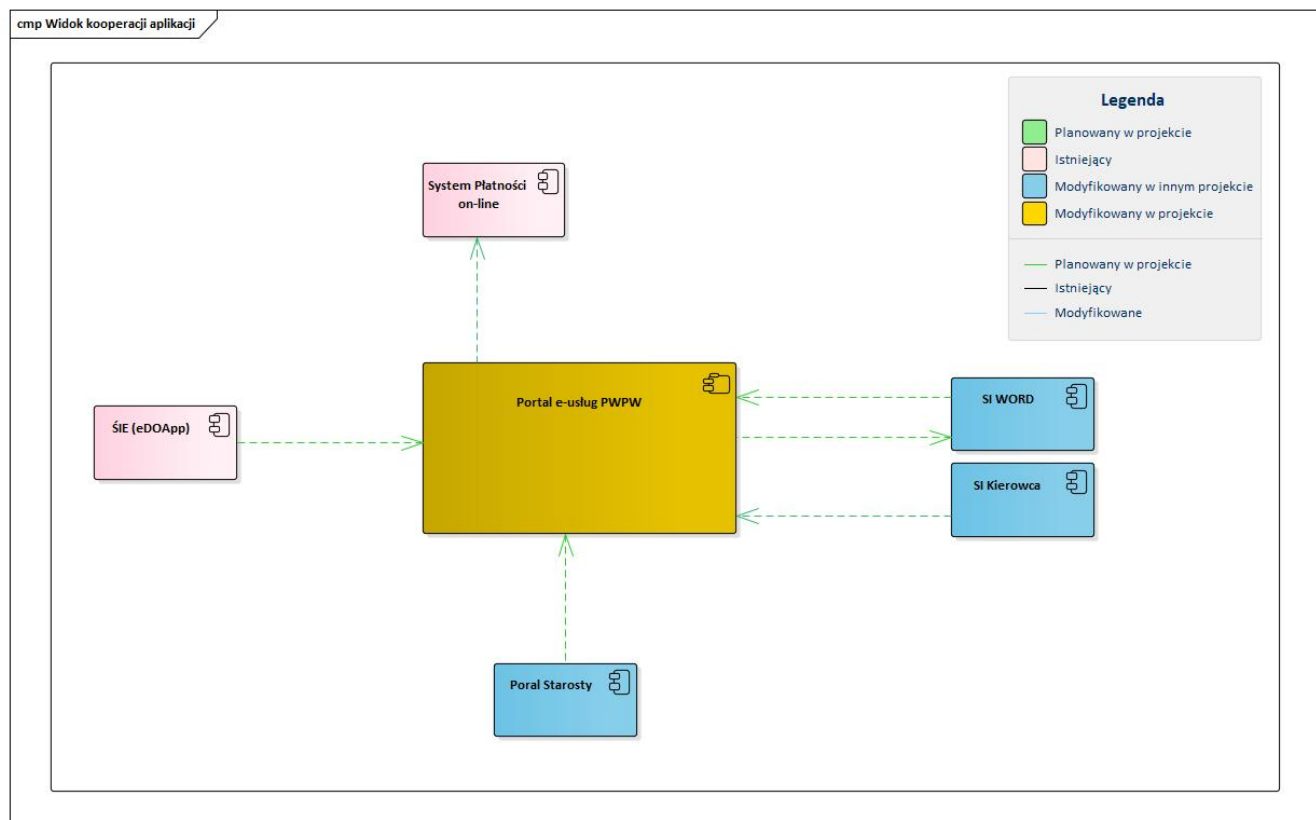 cmp Widok kooperacji aplikacji
Legenda
Planowany w projekcie
Istniejący
Modyfikowany w innym projekcie
Modyfikowany w projekcie
Planowany w projekcie
Istniejący
Modyfikowane
System Płatności
on-line
Portal e-usług PWPW
ŚIE (eDOApp)
SI WORD
SI Kierowca
Poral Starosty